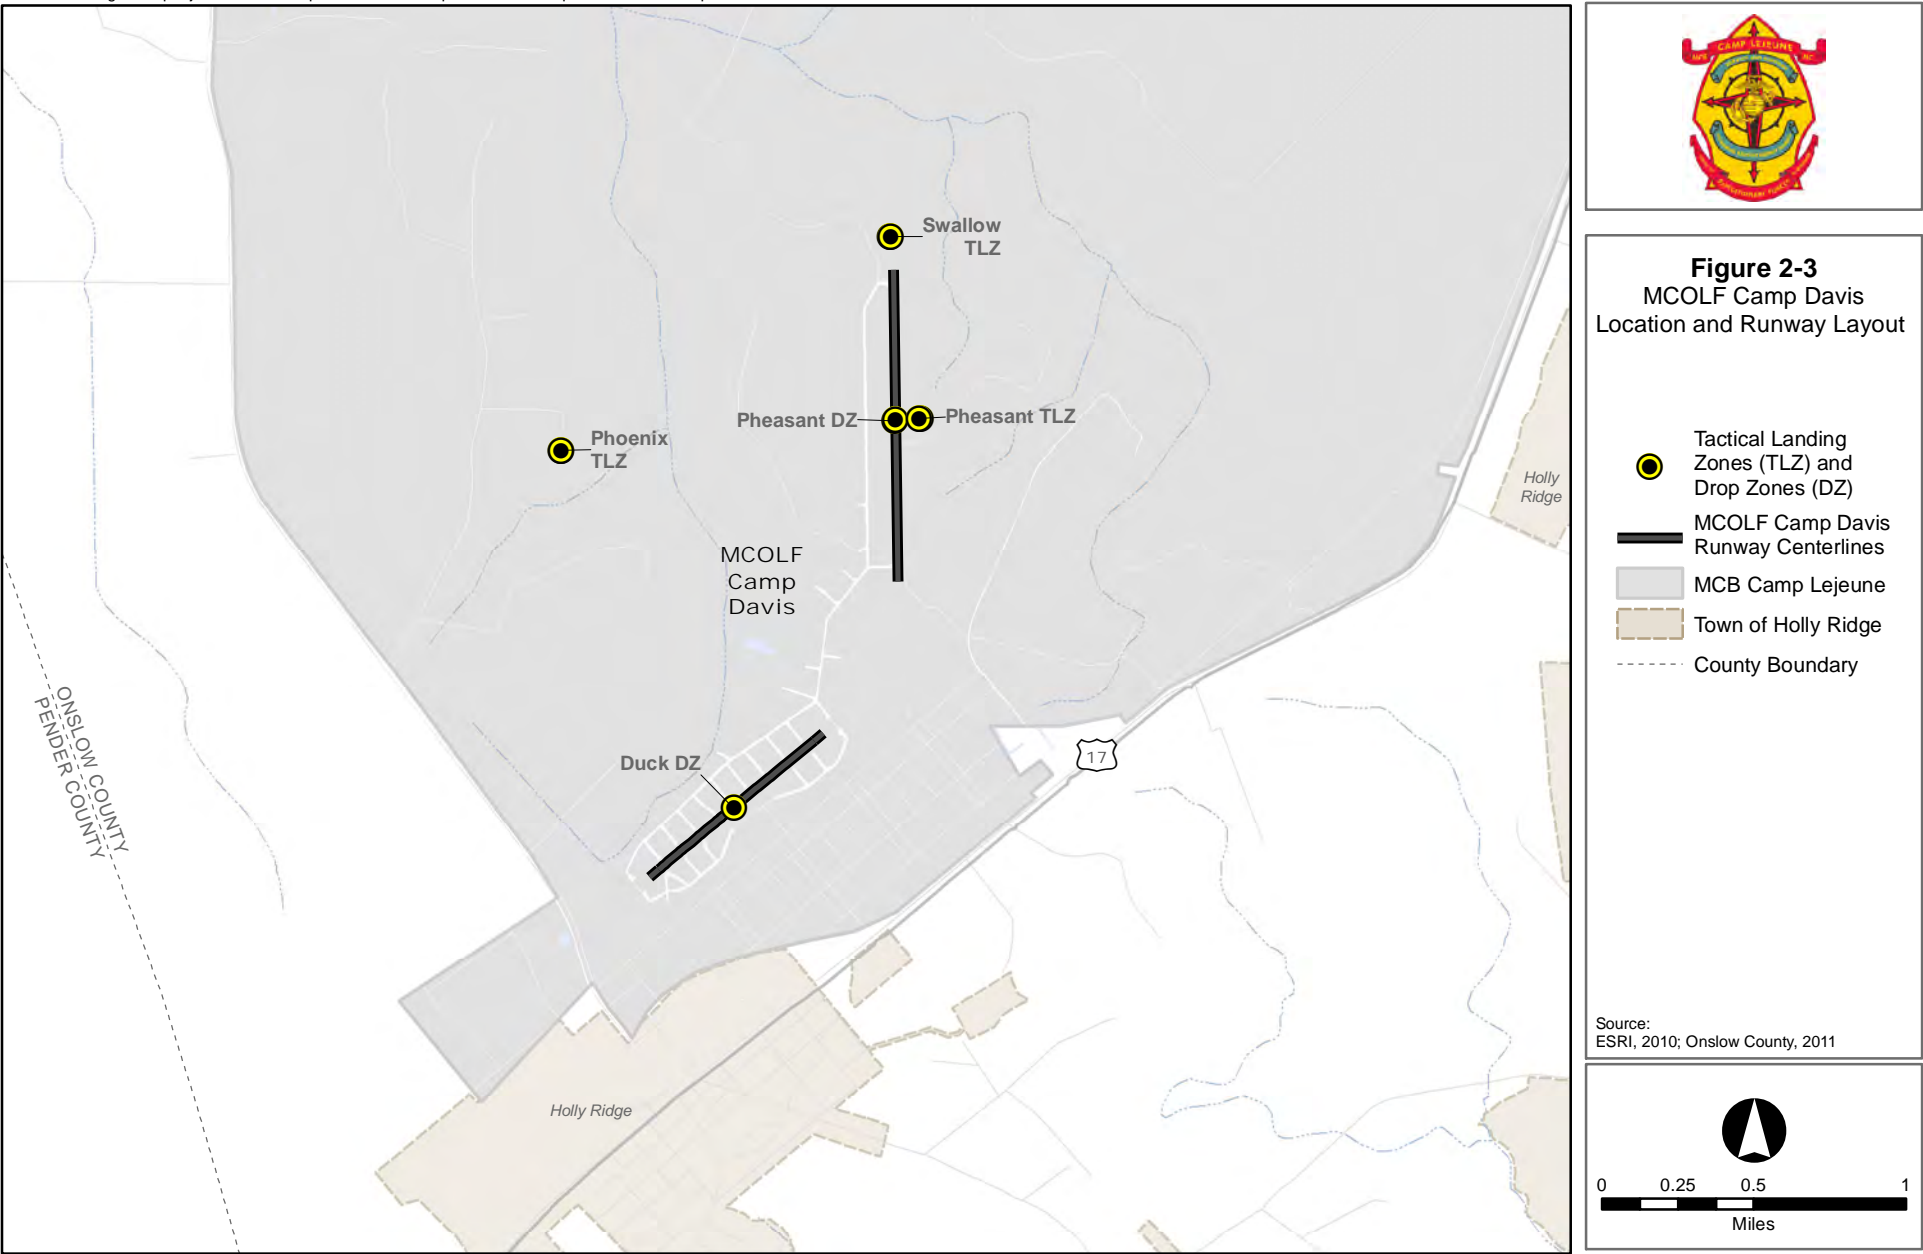 Swallow
TLZ
Pheasant DZ
Pheasant TLZ
Phoenix
TLZ
MCOLF
Camp
Davis
Duck DZ
17
Holly
Ridge
ONSLOW COUNTY
PENDER COUNTY
Holly Ridge
CAMP LEJEUNE
Figure 2-3
MCOLF Camp Davis
Location and Runway Layout
Tactical Landing
Zones (TLZ) and
Drop Zones (DZ)
MCOLF Camp Davis
Runway Centerlines
MCB Camp Lejeune
Town of Holly Ridge
County Boundary
Source:
ESRI, 2010; Onslow County, 2011
0 0.25 0.5 1
Miles